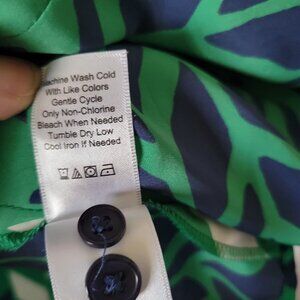 Machine Wash Cold
With Like Colors
Gentle Cycle
Only Non-Chlorine
Bleach When Needed
Tumble Dry Low
Cool Iron If Needed